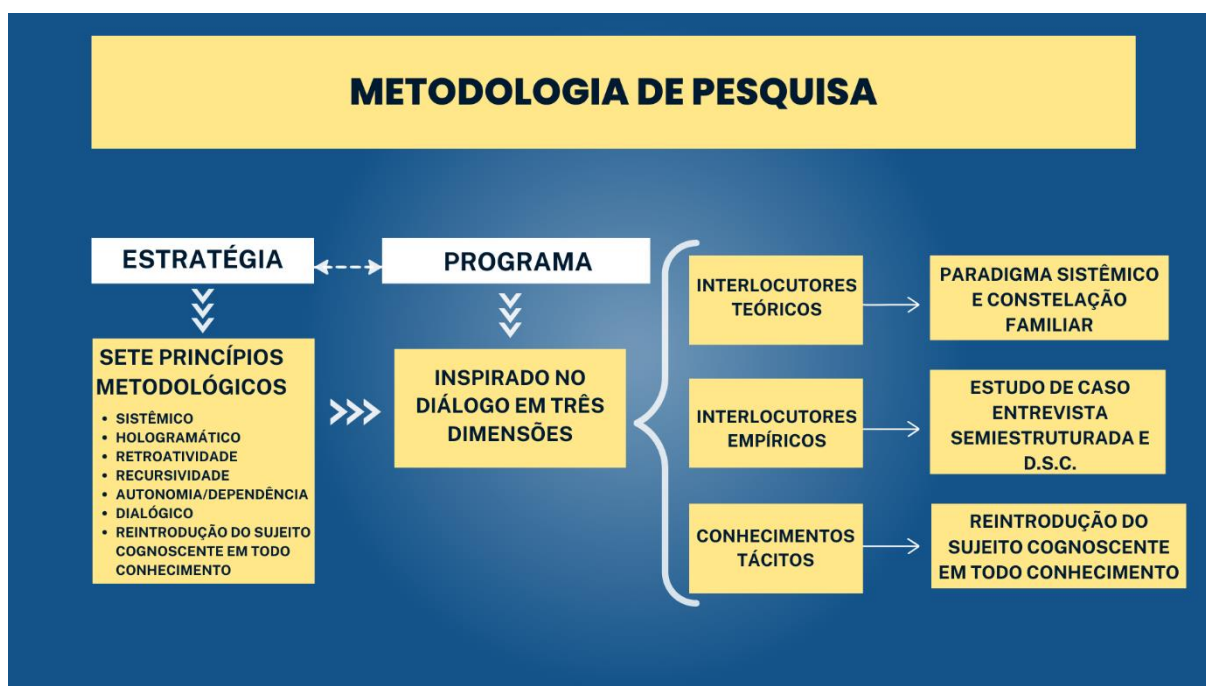 METODOLOGIA DE PESQUISA
ESTRATÉGIA
PROGRAMA
SETE PRINCÍPIOS
METODOLÓGICOS
• SISTÊMICO
• HOLOGRAMÁTICO
• RETROATIVIDADE
• RECURSIVIDADE
• AUTONOMIA/DEPENDÊNCIA
• DIALÓGICO
• REINTRODUÇÃO DO SUJEITO
COGNOSCENTE EM TODO
CONHECIMENTO
INSPIRADO NO
DIÁLOGO EM TRÊS
DIMENSÕES
INTERLOCUTORES
TEÓRICOS
PARADIGMA SISTÊMICO
E CONSTELAÇÃO
FAMILIAR
INTERLOCUTORES
EMPÍRICOS
ESTUDO DE CASO
ENTREVISTA
SEMIESTRUTURADA E
D.S.C.
CONHECIMENTOS
TÁCITOS
REINTRODUÇÃO DO
SUJEITO COGNOSCENTE
EM TODO CONHECIMENTO